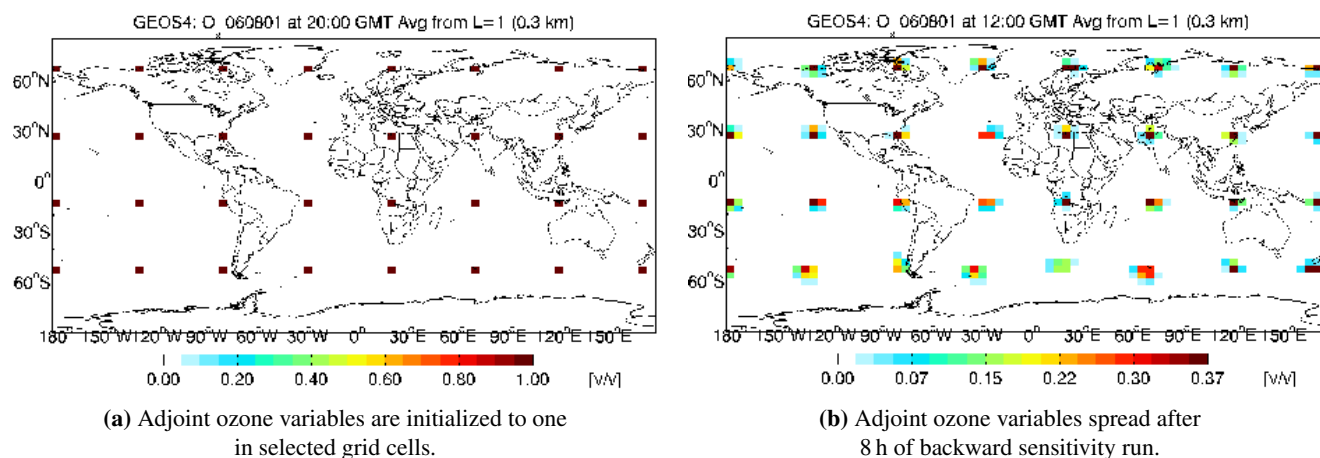 GEOS4: O_060801 at 20:00 GMT Avg from L=1 (0.3 km)
60°N
30°N
0°
30°S
60°S
180 150°W 120°W 90°W 60°W 30°W 0° 30°E 60°E 90°E 120°E 150°E
0.00 0.20 0.40 0.60 0.80 1.00 [v/v]
(a) Adjoint ozone variables are initialized to one
in selected grid cells.
GEOS4: O_060801 at 12:00 GMT Avg from L=1 (0.3 km)
60°N
30°N
0°
30°S
60°S
180 150°W 120°W 90°W 60°W 30°W 0° 30°E 60°E 90°E 120°E 150°E
0.00 0.07 0.15 0.22 0.30 0.37 [v/v]
(b) Adjoint ozone variables spread after
8 h of backward sensitivity run.